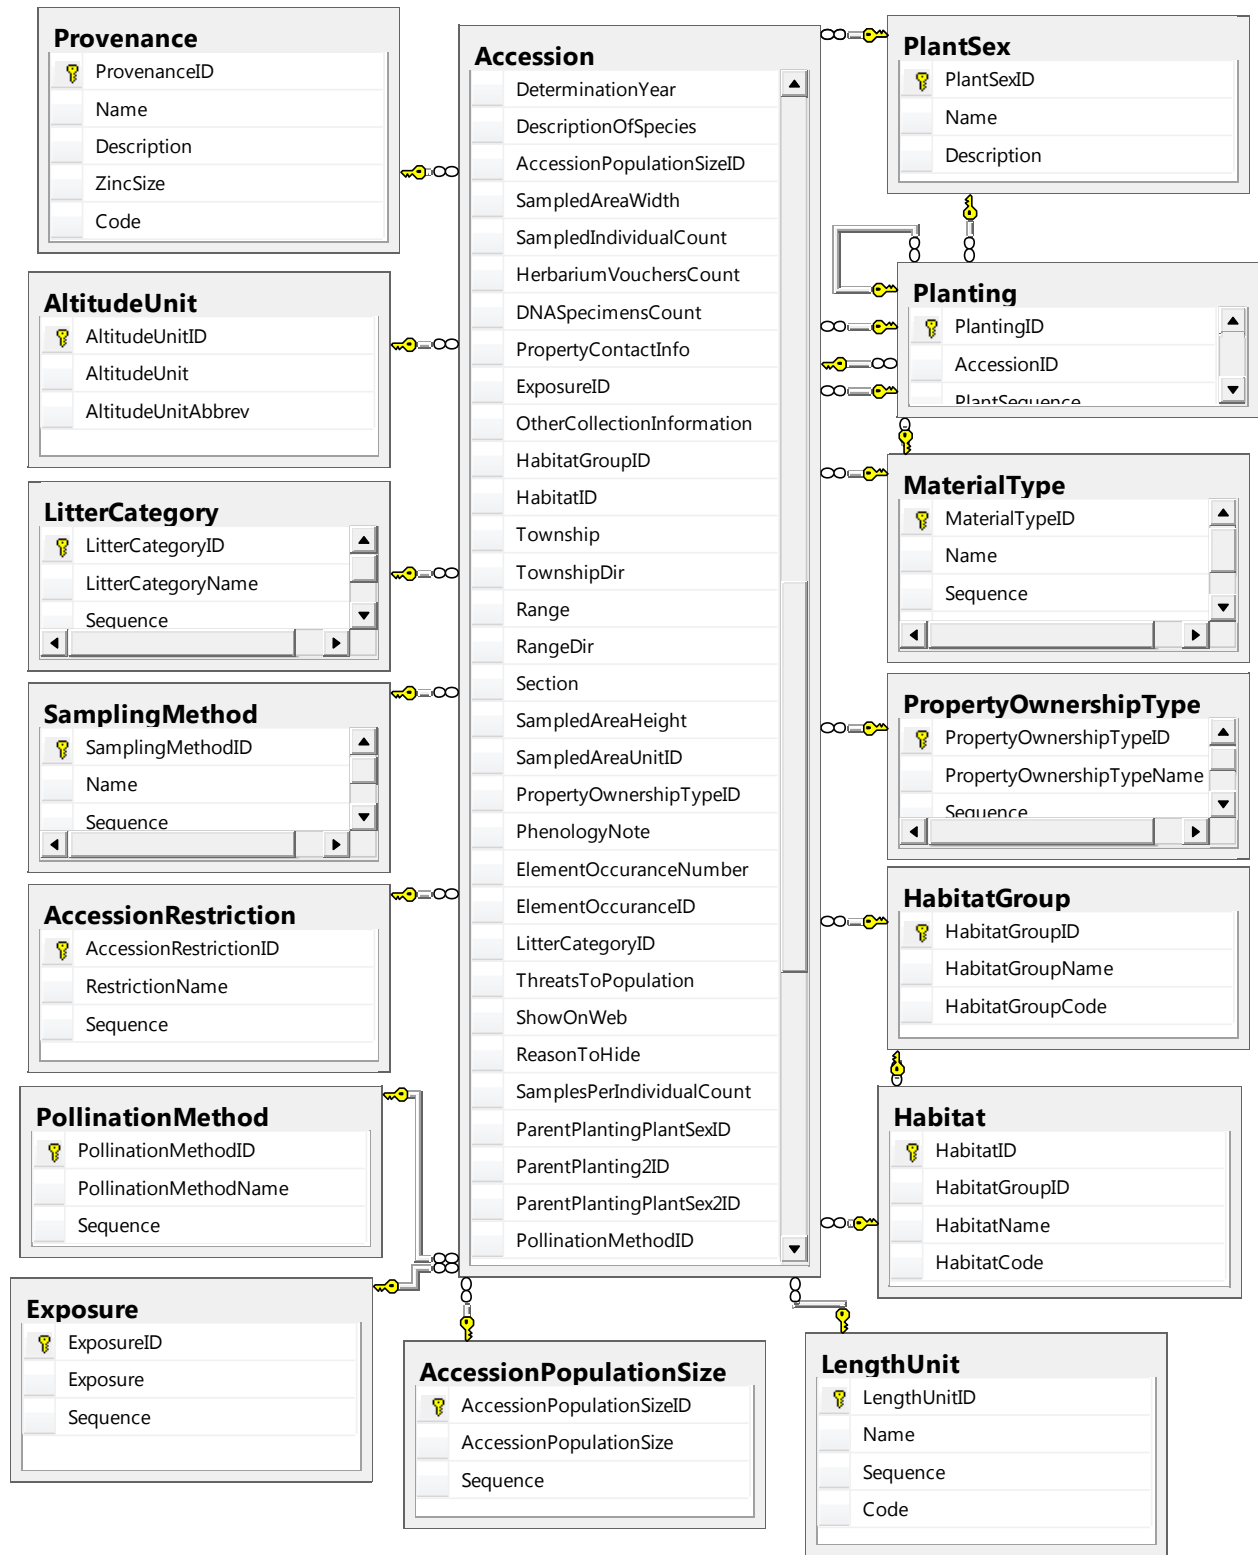 Provenance
ProvenanceID
Name
Description
ZincSize
Code
AltitudeUnit
AltitudeUnitID
AltitudeUnit
AltitudeUnitAbbrev
LitterCategory
LitterCategoryID
LitterCategoryName
Sequence
SamplingMethod
SamplingMethodID
Name
Sequence
AccessionRestriction
AccessionRestrictionID
RestrictionName
Sequence
PollinationMethod
PollinationMethodID
PollinationMethodName
Sequence
Exposure
ExposureID
Exposure
Sequence
Accession
DeterminationYear
DescriptionOfSpecies
AccessionPopulationSizeID
SampledAreaWidth
SampledIndividualCount
HerbariumVouchersCount
DNASpecimensCount
PropertyContactInfo
ExposureID
OtherCollectionInformation
HabitatGroupID
HabitatID
Township
TownshipDir
Range
RangeDir
Section
SampledAreaHeight
SampledAreaUnitID
PropertyOwnershipTypeID
PhenologyNote
ElementOccuranceNumber
ElementOccuranceID
LitterCategoryID
ThreatsToPopulation
ShowOnWeb
ReasonToHide
SamplesPerIndividualCount
ParentPlantingPlantSexID
ParentPlanting2ID
ParentPlantingPlantSex2ID
PollinationMethodID
AccessionPopulationSize
AccessionPopulationSizeID
AccessionPopulationSize
Sequence
PlantSex
PlantSexID
Name
Description
Planting
PlantingID
AccessionID
PlantSequence
MaterialType
MaterialTypeID
Name
Sequence
PropertyOwnershipType
PropertyOwnershipTypeID
PropertyOwnershipTypeName
Sequence
HabitatGroup
HabitatGroupID
HabitatGroupName
HabitatGroupCode
Habitat
HabitatID
HabitatGroupID
HabitatName
HabitatCode
LengthUnit
LengthUnitID
Name
Sequence
Code